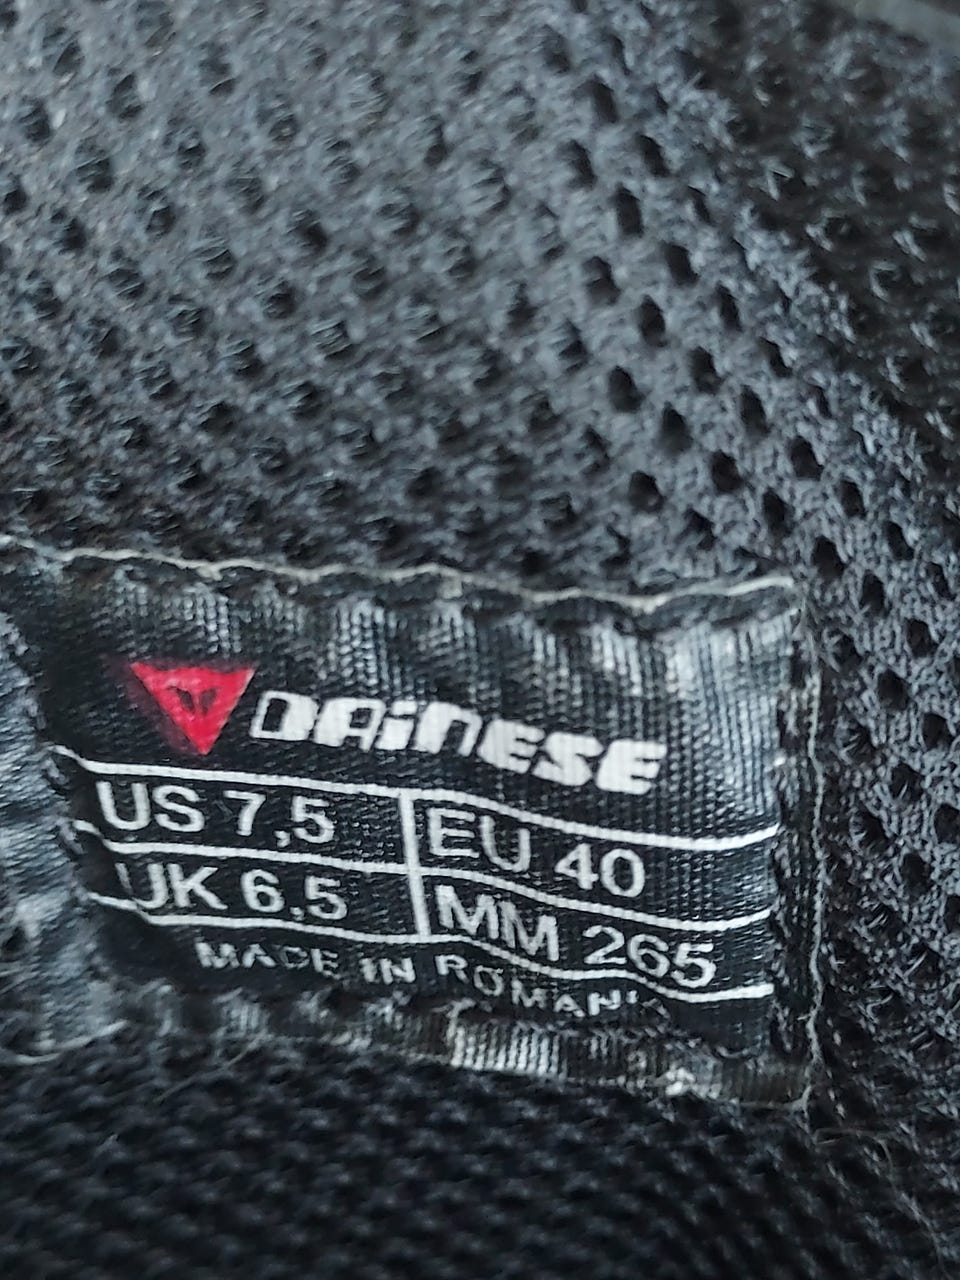 DAINESE
US 7,5 EU 40
UK 6,5 MM 265
MADE IN ROMANIA